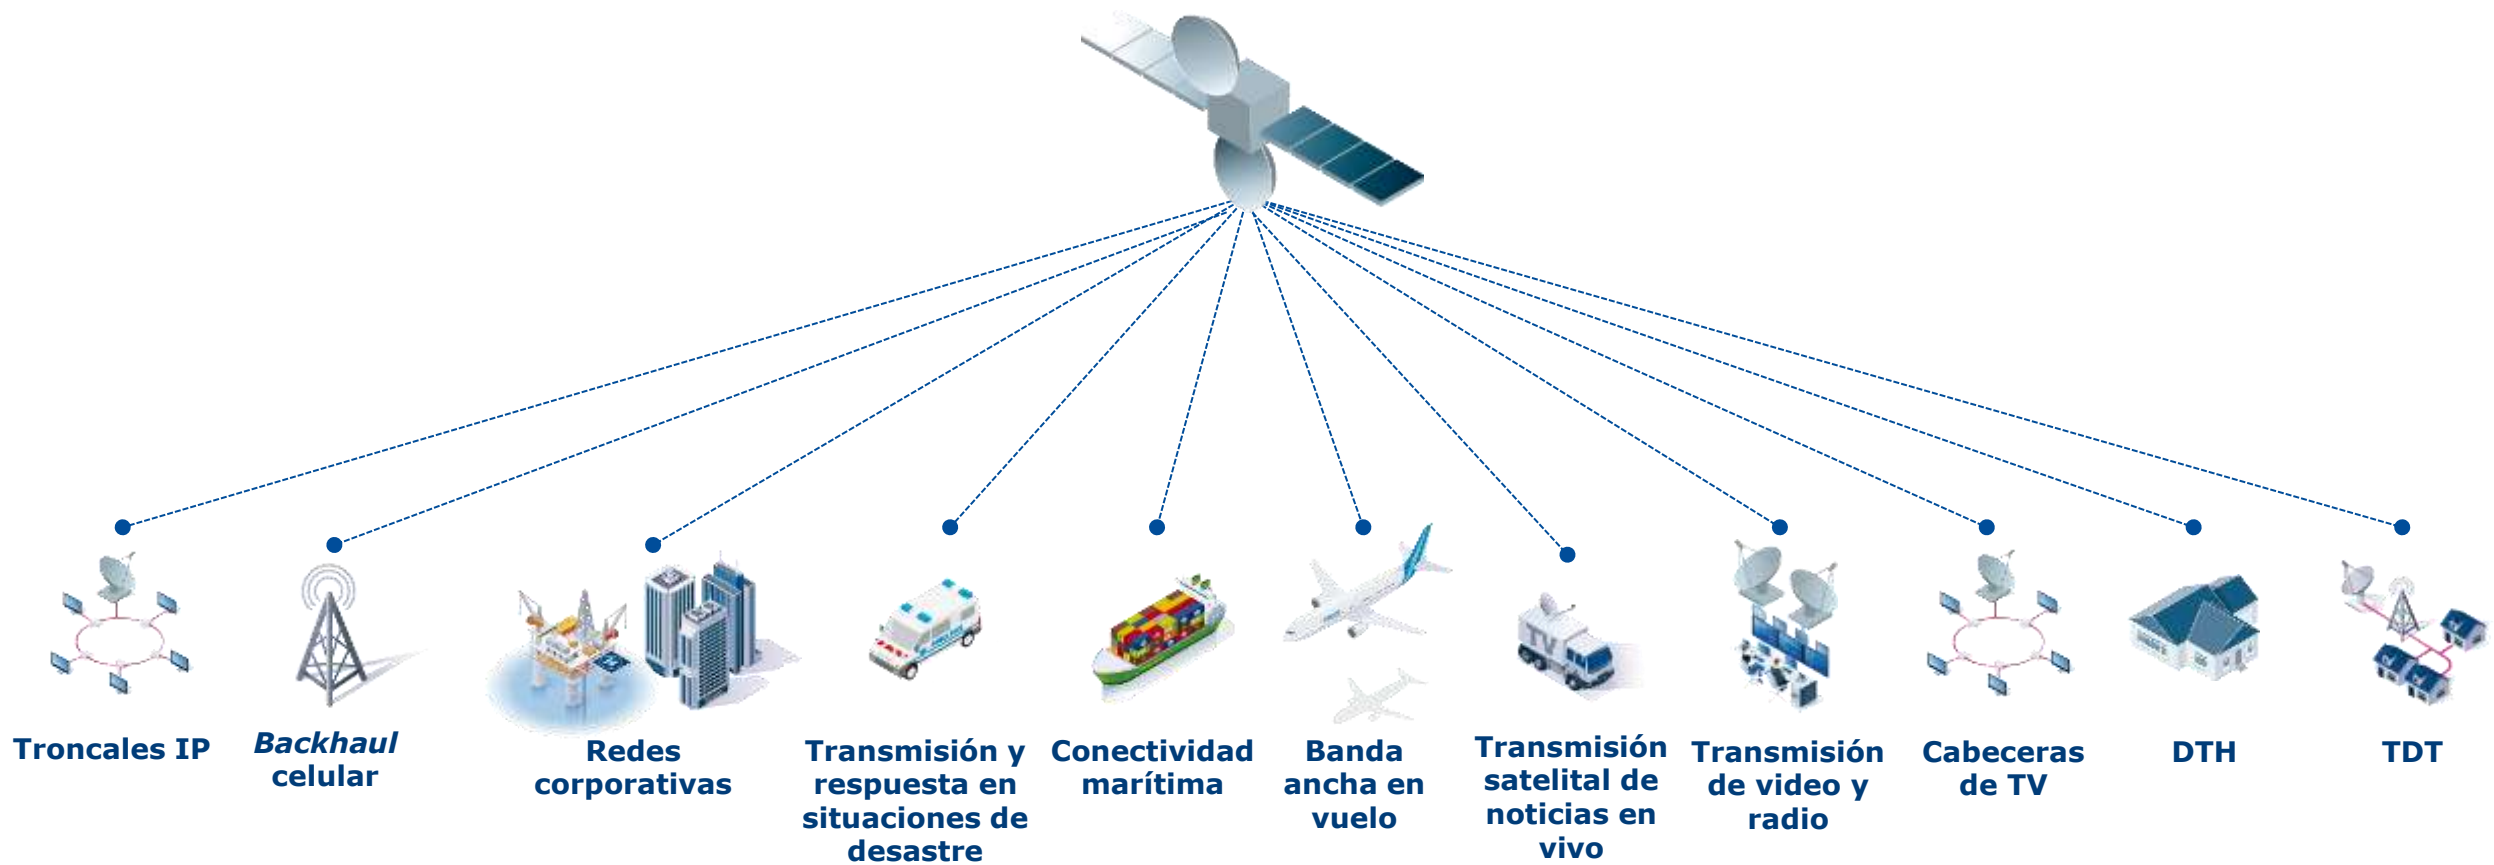 Troncales IP
Backhaul
celular
Redes
corporativas
Transmisión y
respuesta en
situaciones de
desastre
Conectividad
marítima
Banda
ancha en
vuelo
TV
Transmisión
satelital de
noticias en
vivo
Transmisión
de video y
radio
Cabeceras
de TV
DTH
TDT